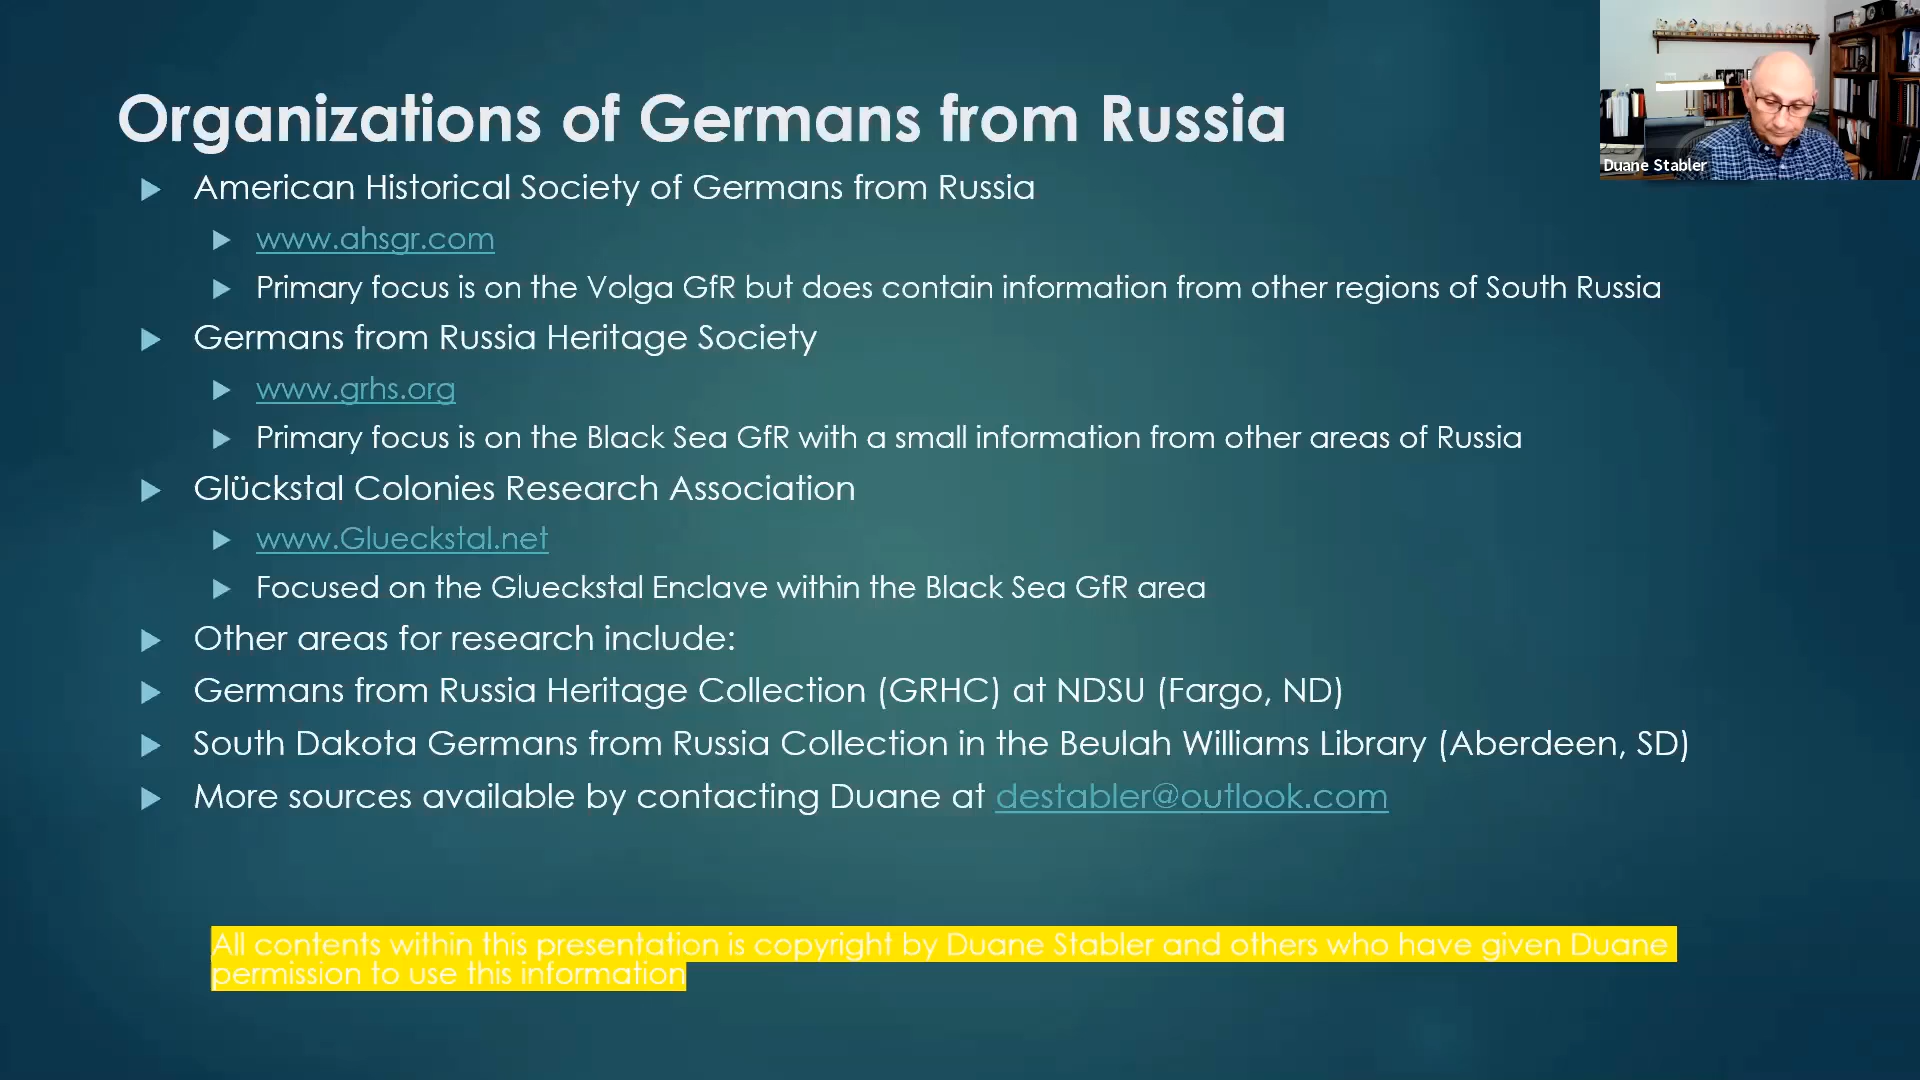 Organizations of Germans from Russia
American Historical Society of Germans from Russia
www.ahsgr.com
Primary focus is on the Volga GfR but does contain information from other regions of South Russia
Germans from Russia Heritage Society
www.grhs.org
Primary focus is on the Black Sea GfR with a small information from other areas of Russia
Glückstal Colonies Research Association
www.Glueckstal.net
Focused on the Glueckstal Enclave within the Black Sea GfR area
Other areas for research include:
Germans from Russia Heritage Collection (GRHC) at NDSU (Fargo, ND)
South Dakota Germans from Russia Collection in the Beulah Williams Library (Aberdeen, SD)
More sources available by contacting Duane at destabler@outlook.com
All contents within this presentation is copyright by Duane Stabler and others who have given Duane
permission to use this information
Duane Stabler